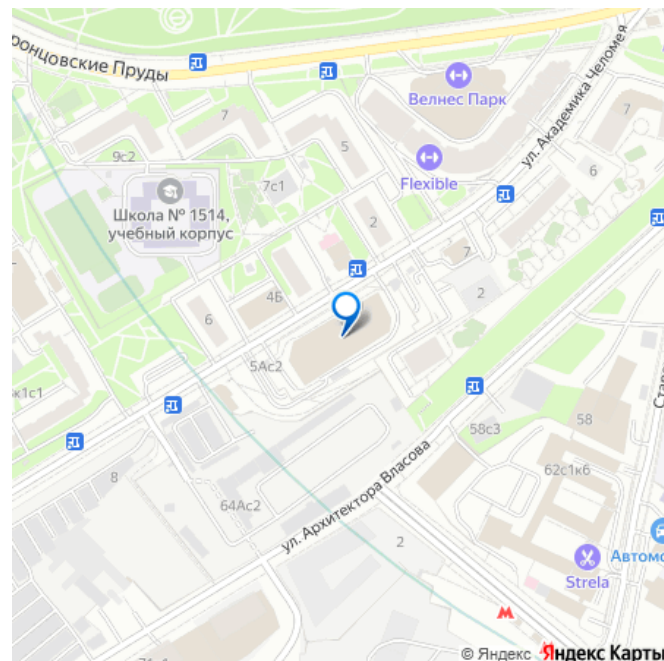 ронцовские Пруды
7
Велнес Парк
ул. Академика Челомея
7
9с2
5
7с1
Flexible
6
Школа № 1514,
учебный корпус
2
7
2
4Б
6
5Ас2
к1с1
58с3
58
Ста
62с1к6
8
64Ас2
ул. Архитектора Власова
2
Автомо
Strela
© Яндекс Яндекс Карты